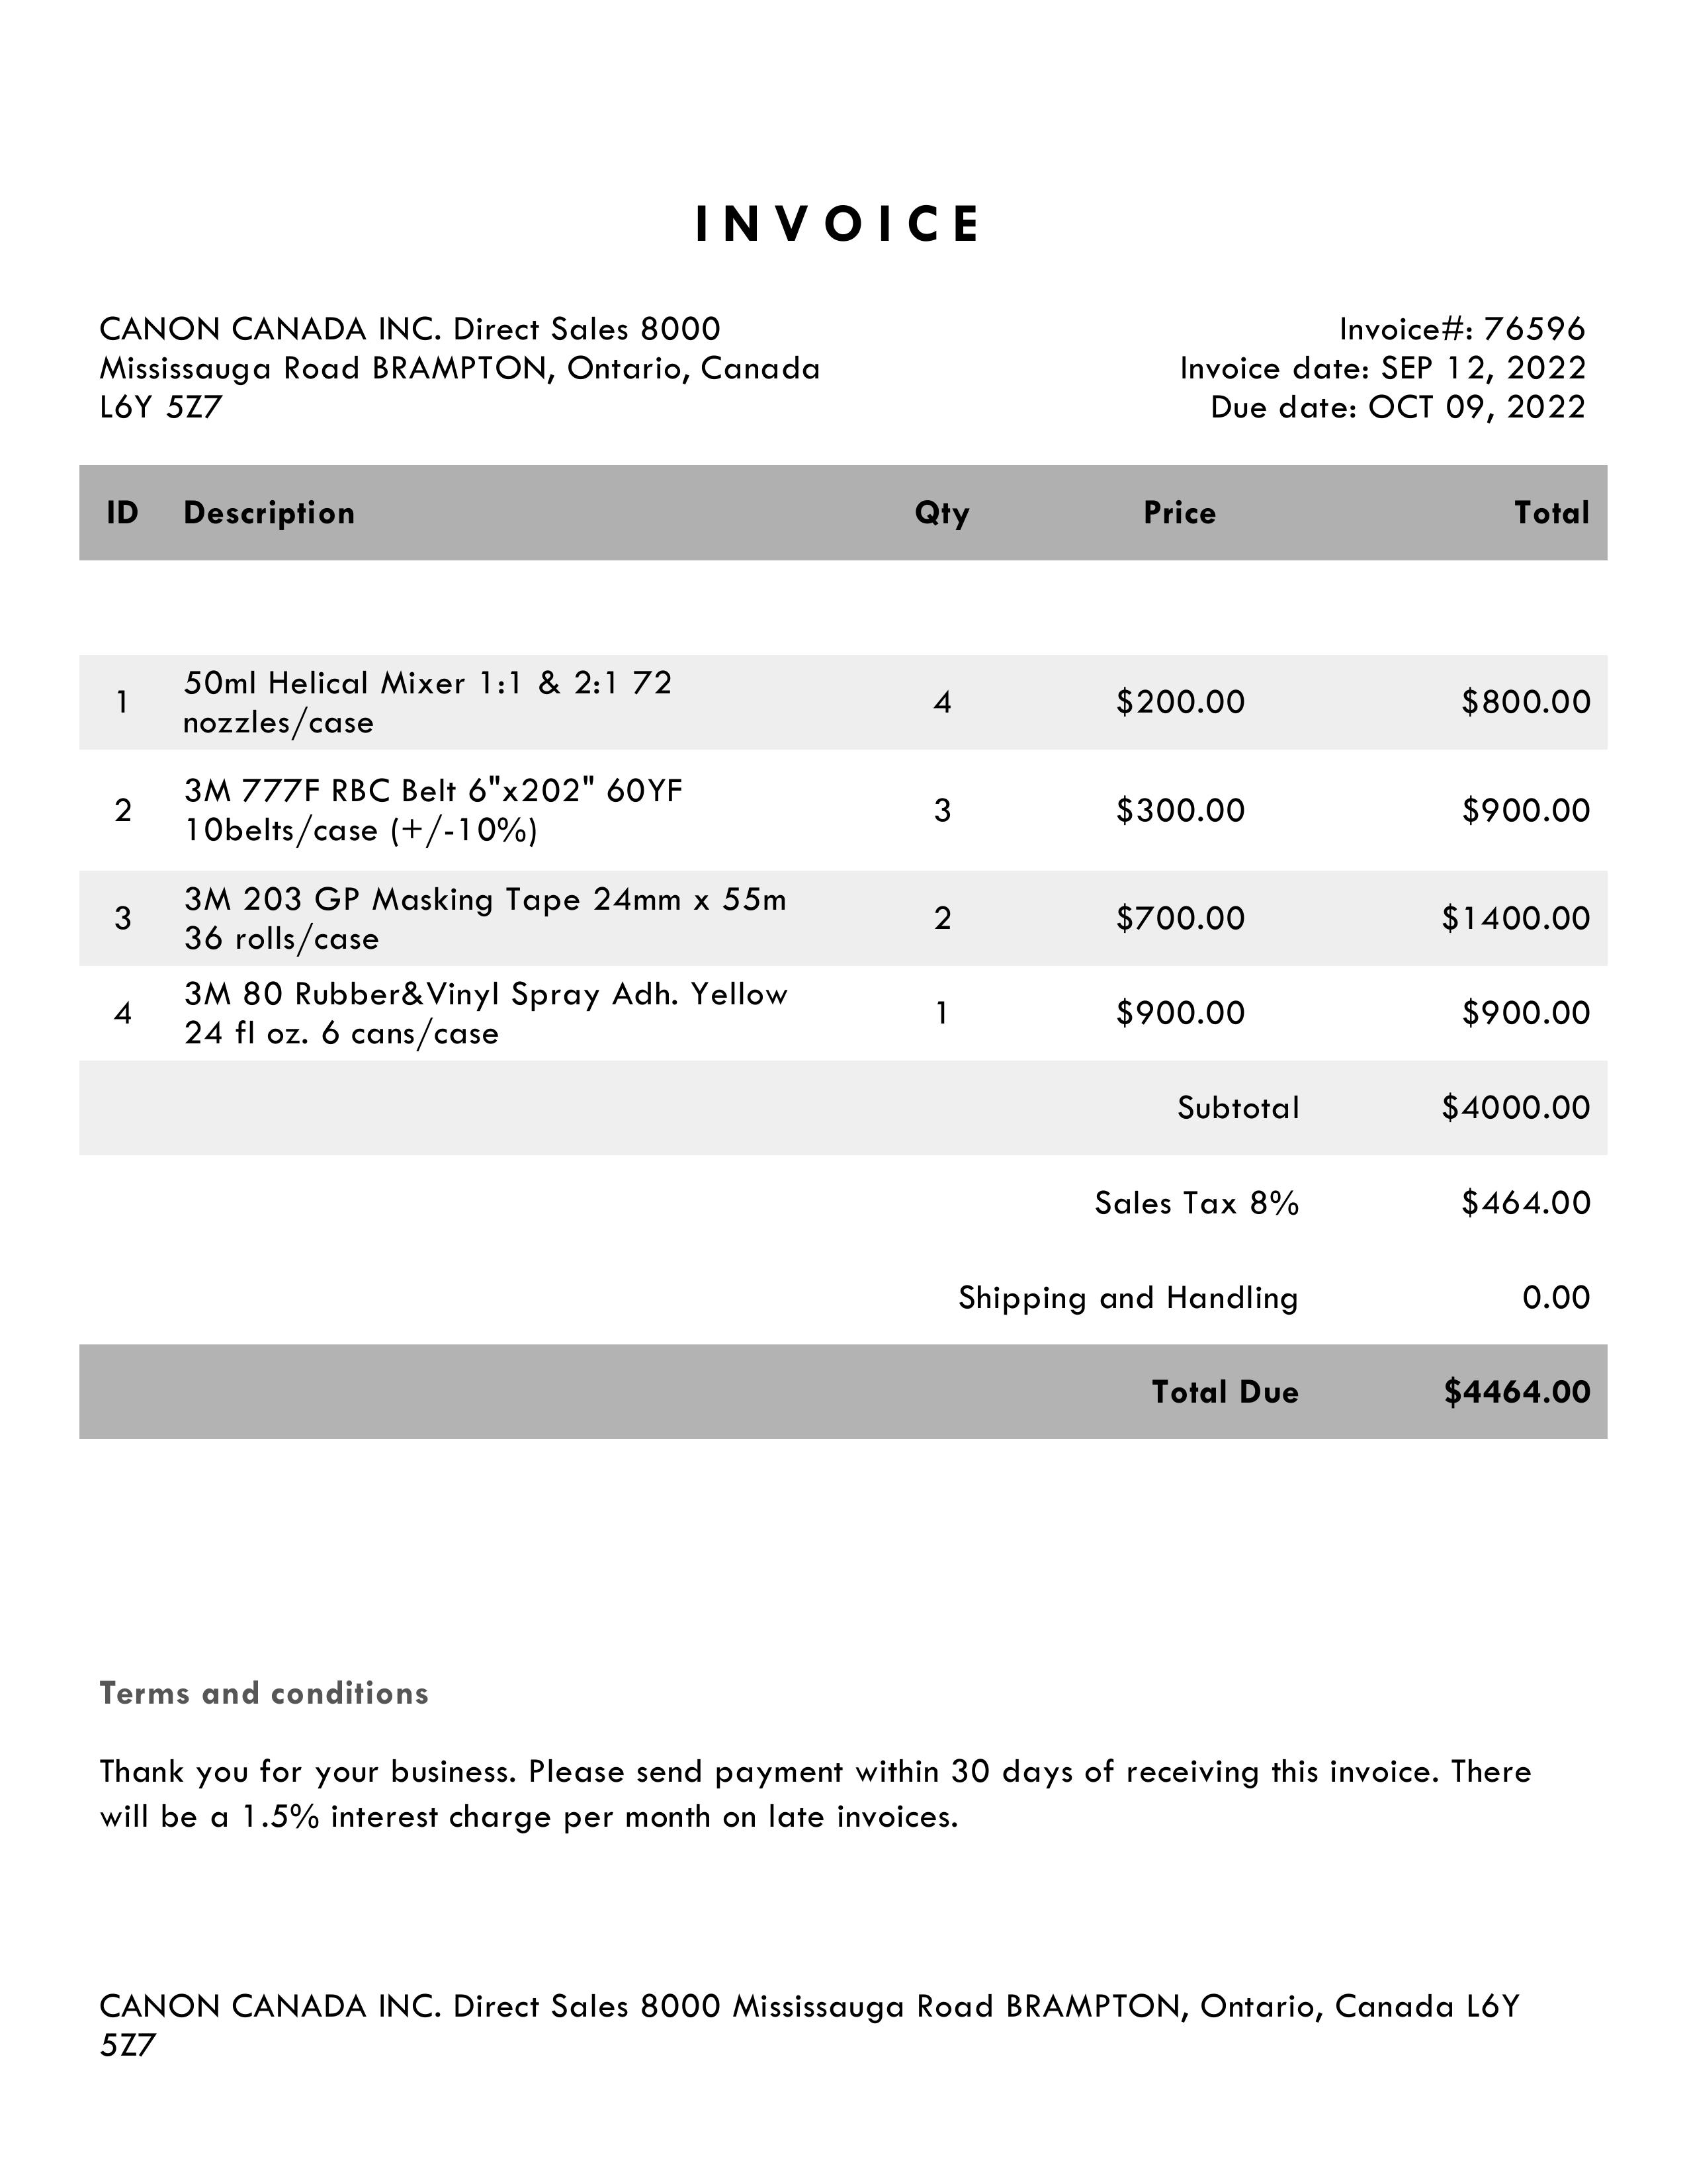 INVOICE
CANON CANADA INC. Direct Sales 8000
Mississauga Road BRAMPTON, Ontario, Canada
L6Y 5Z7
Invoice#: 76596
Invoice date: SEP 12, 2022
Due date: OCT 09, 2022
ID Description Qty Price Total
1 50ml Helical Mixer 1:1 & 2:1 72
nozzles/case 4 $200.00 $800.00
2 3M 777F RBC Belt 6"x202" 60YF
10belts/case (+/-10%) 3 $300.00 $900.00
3 3M 203 GP Masking Tape 24mm x 55m
36 rolls/case 2 $700.00 $1400.00
4 3M 80 Rubber&Vinyl Spray Adh. Yellow
24 fl oz. 6 cans/case 1 $900.00 $900.00
Subtotal $4000.00
Sales Tax 8% $464.00
Shipping and Handling 0.00
Total Due $4464.00
Terms and conditions
Thank you for your business. Please send payment within 30 days of receiving this invoice. There
will be a 1.5% interest charge per month on late invoices.
CANON CANADA INC. Direct Sales 8000 Mississauga Road BRAMPTON, Ontario, Canada L6Y
5Z7